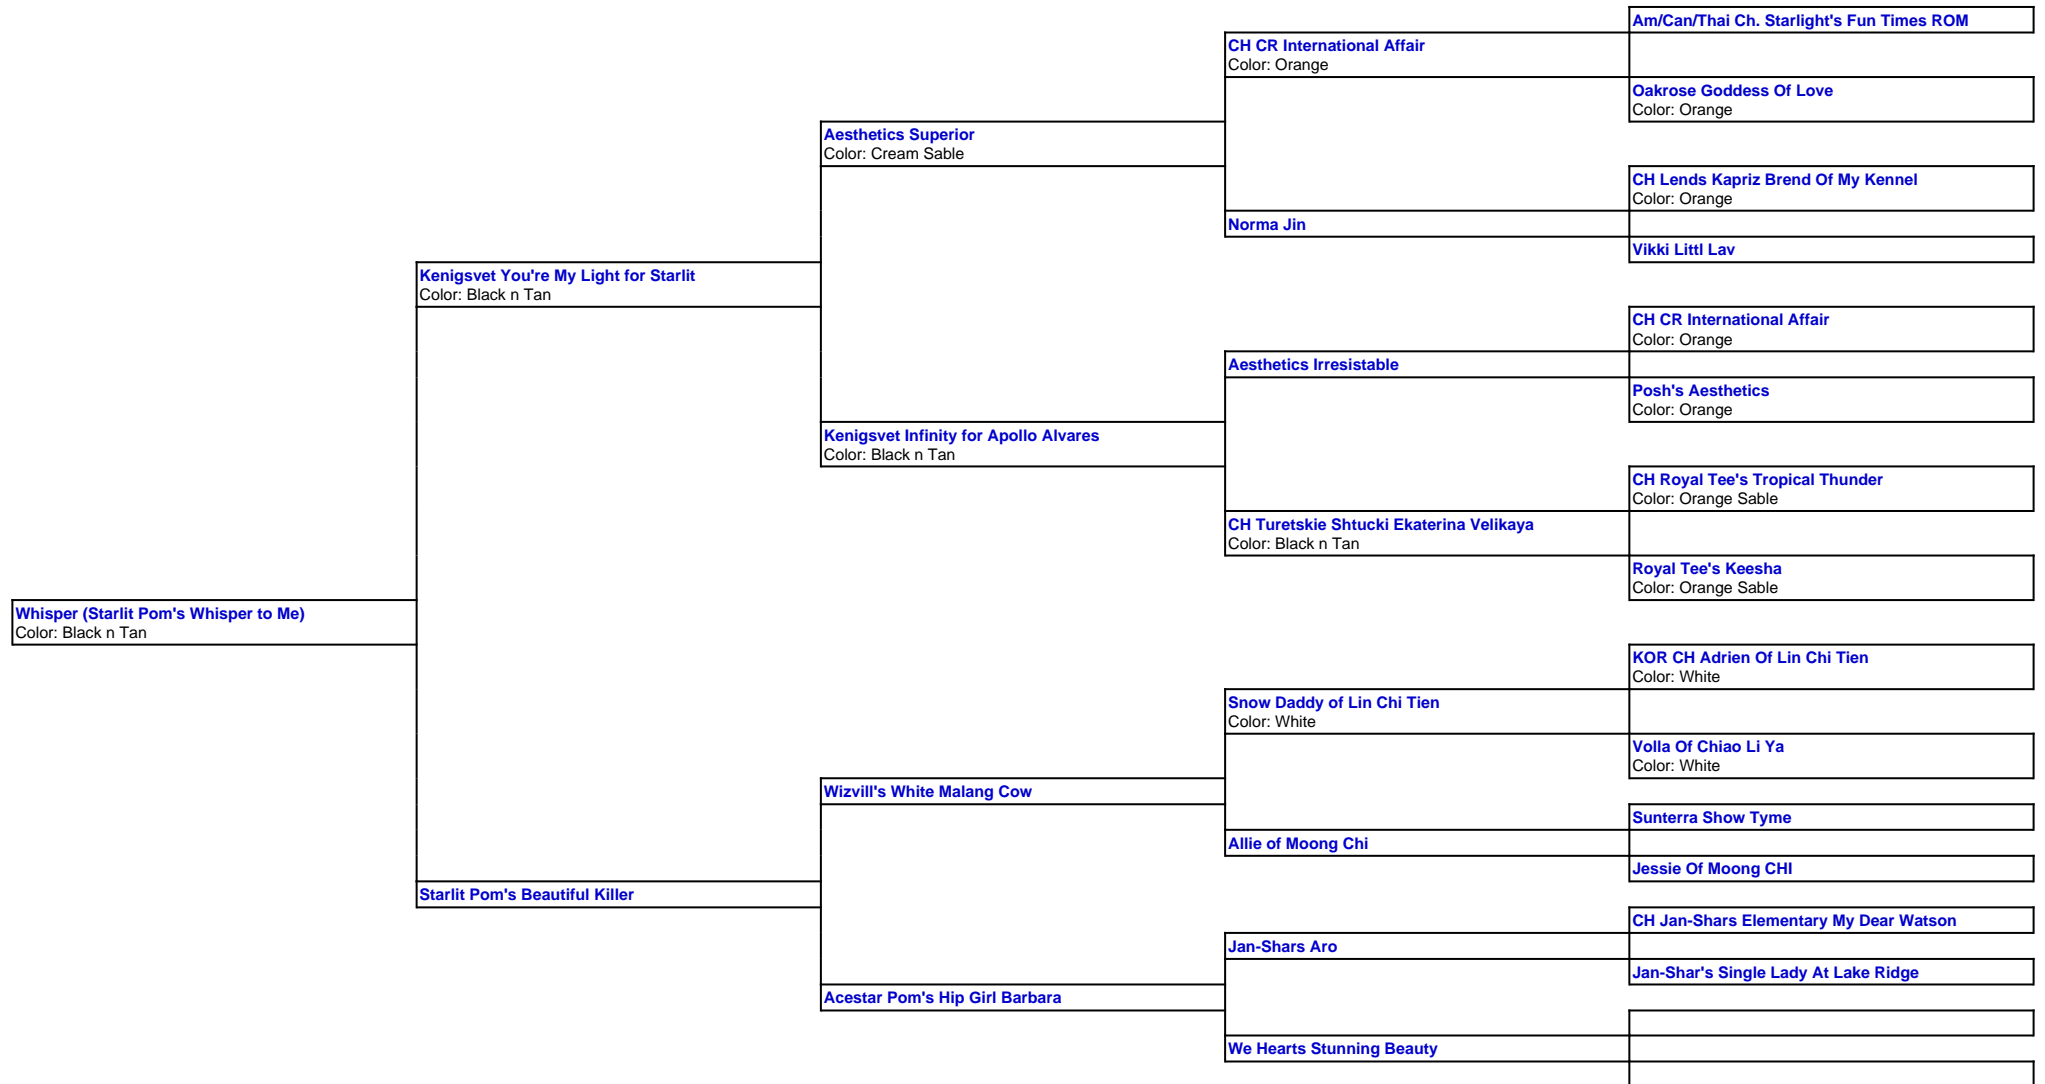 Am/Can/Thai Ch. Starlight's Fun Times ROM
CH CR International Affair
Color: Orange
Oakrose Goddess Of Love
Color: Orange
Aesthetics Superior
Color: Cream Sable
CH Lends Kapriz Brend Of My Kennel
Color: Orange
Norma Jin
Vikki Littl Lav
Kenigsvet You're My Light for Starlit
Color: Black n Tan
CH CR International Affair
Color: Orange
Aesthetics Irresistable
Posh's Aesthetics
Color: Orange
Kenigsvet Infinity for Apollo Alvares
Color: Black n Tan
CH Royal Tee's Tropical Thunder
Color: Orange Sable
CH Turetskie Shtucki Ekaterina Velikaya
Color: Black n Tan
Royal Tee's Keesha
Color: Orange Sable
Whisper (Starlit Pom's Whisper to Me)
Color: Black n Tan
KOR CH Adrien Of Lin Chi Tien
Color: White
Snow Daddy of Lin Chi Tien
Color: White
Volla Of Chiao Li Ya
Color: White
Wizvill's White Malang Cow
Sunterra Show Tyme
Allie of Moong Chi
Jessie Of Moong CHI
Starlit Pom's Beautiful Killer
CH Jan-Shars Elementary My Dear Watson
Jan-Shars Aro
Jan-Shar's Single Lady At Lake Ridge
Acestar Pom's Hip Girl Barbara
We Hearts Stunning Beauty